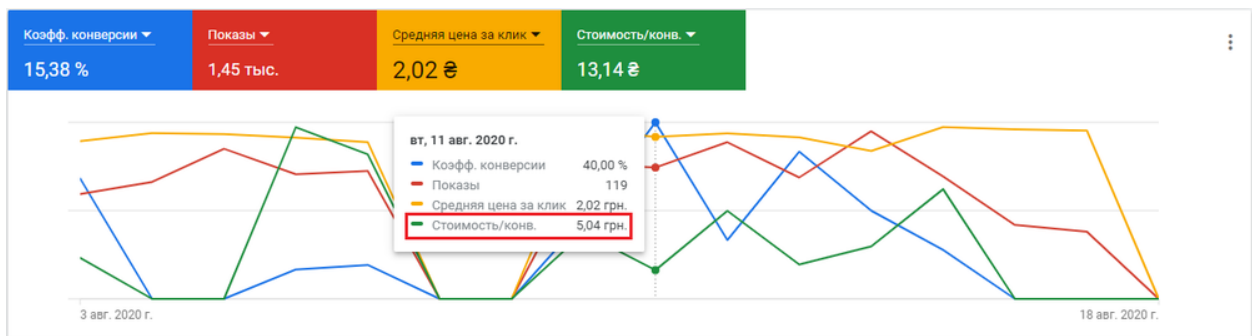 Коэфф. конверсии Показы Средняя цена за клик Стоимость/конв.
15,38 % 1,45 тыс. 2,02 ₴ 13,14 ₴
вт, 11 авг. 2020 г.
Коэфф. конверсии 40,00 %
Показы 119
Средняя цена за клик 2,02 грн.
Стоимость/конв. 5,04 грн.
3 авг. 2020 г. 18 авг. 2020 г.